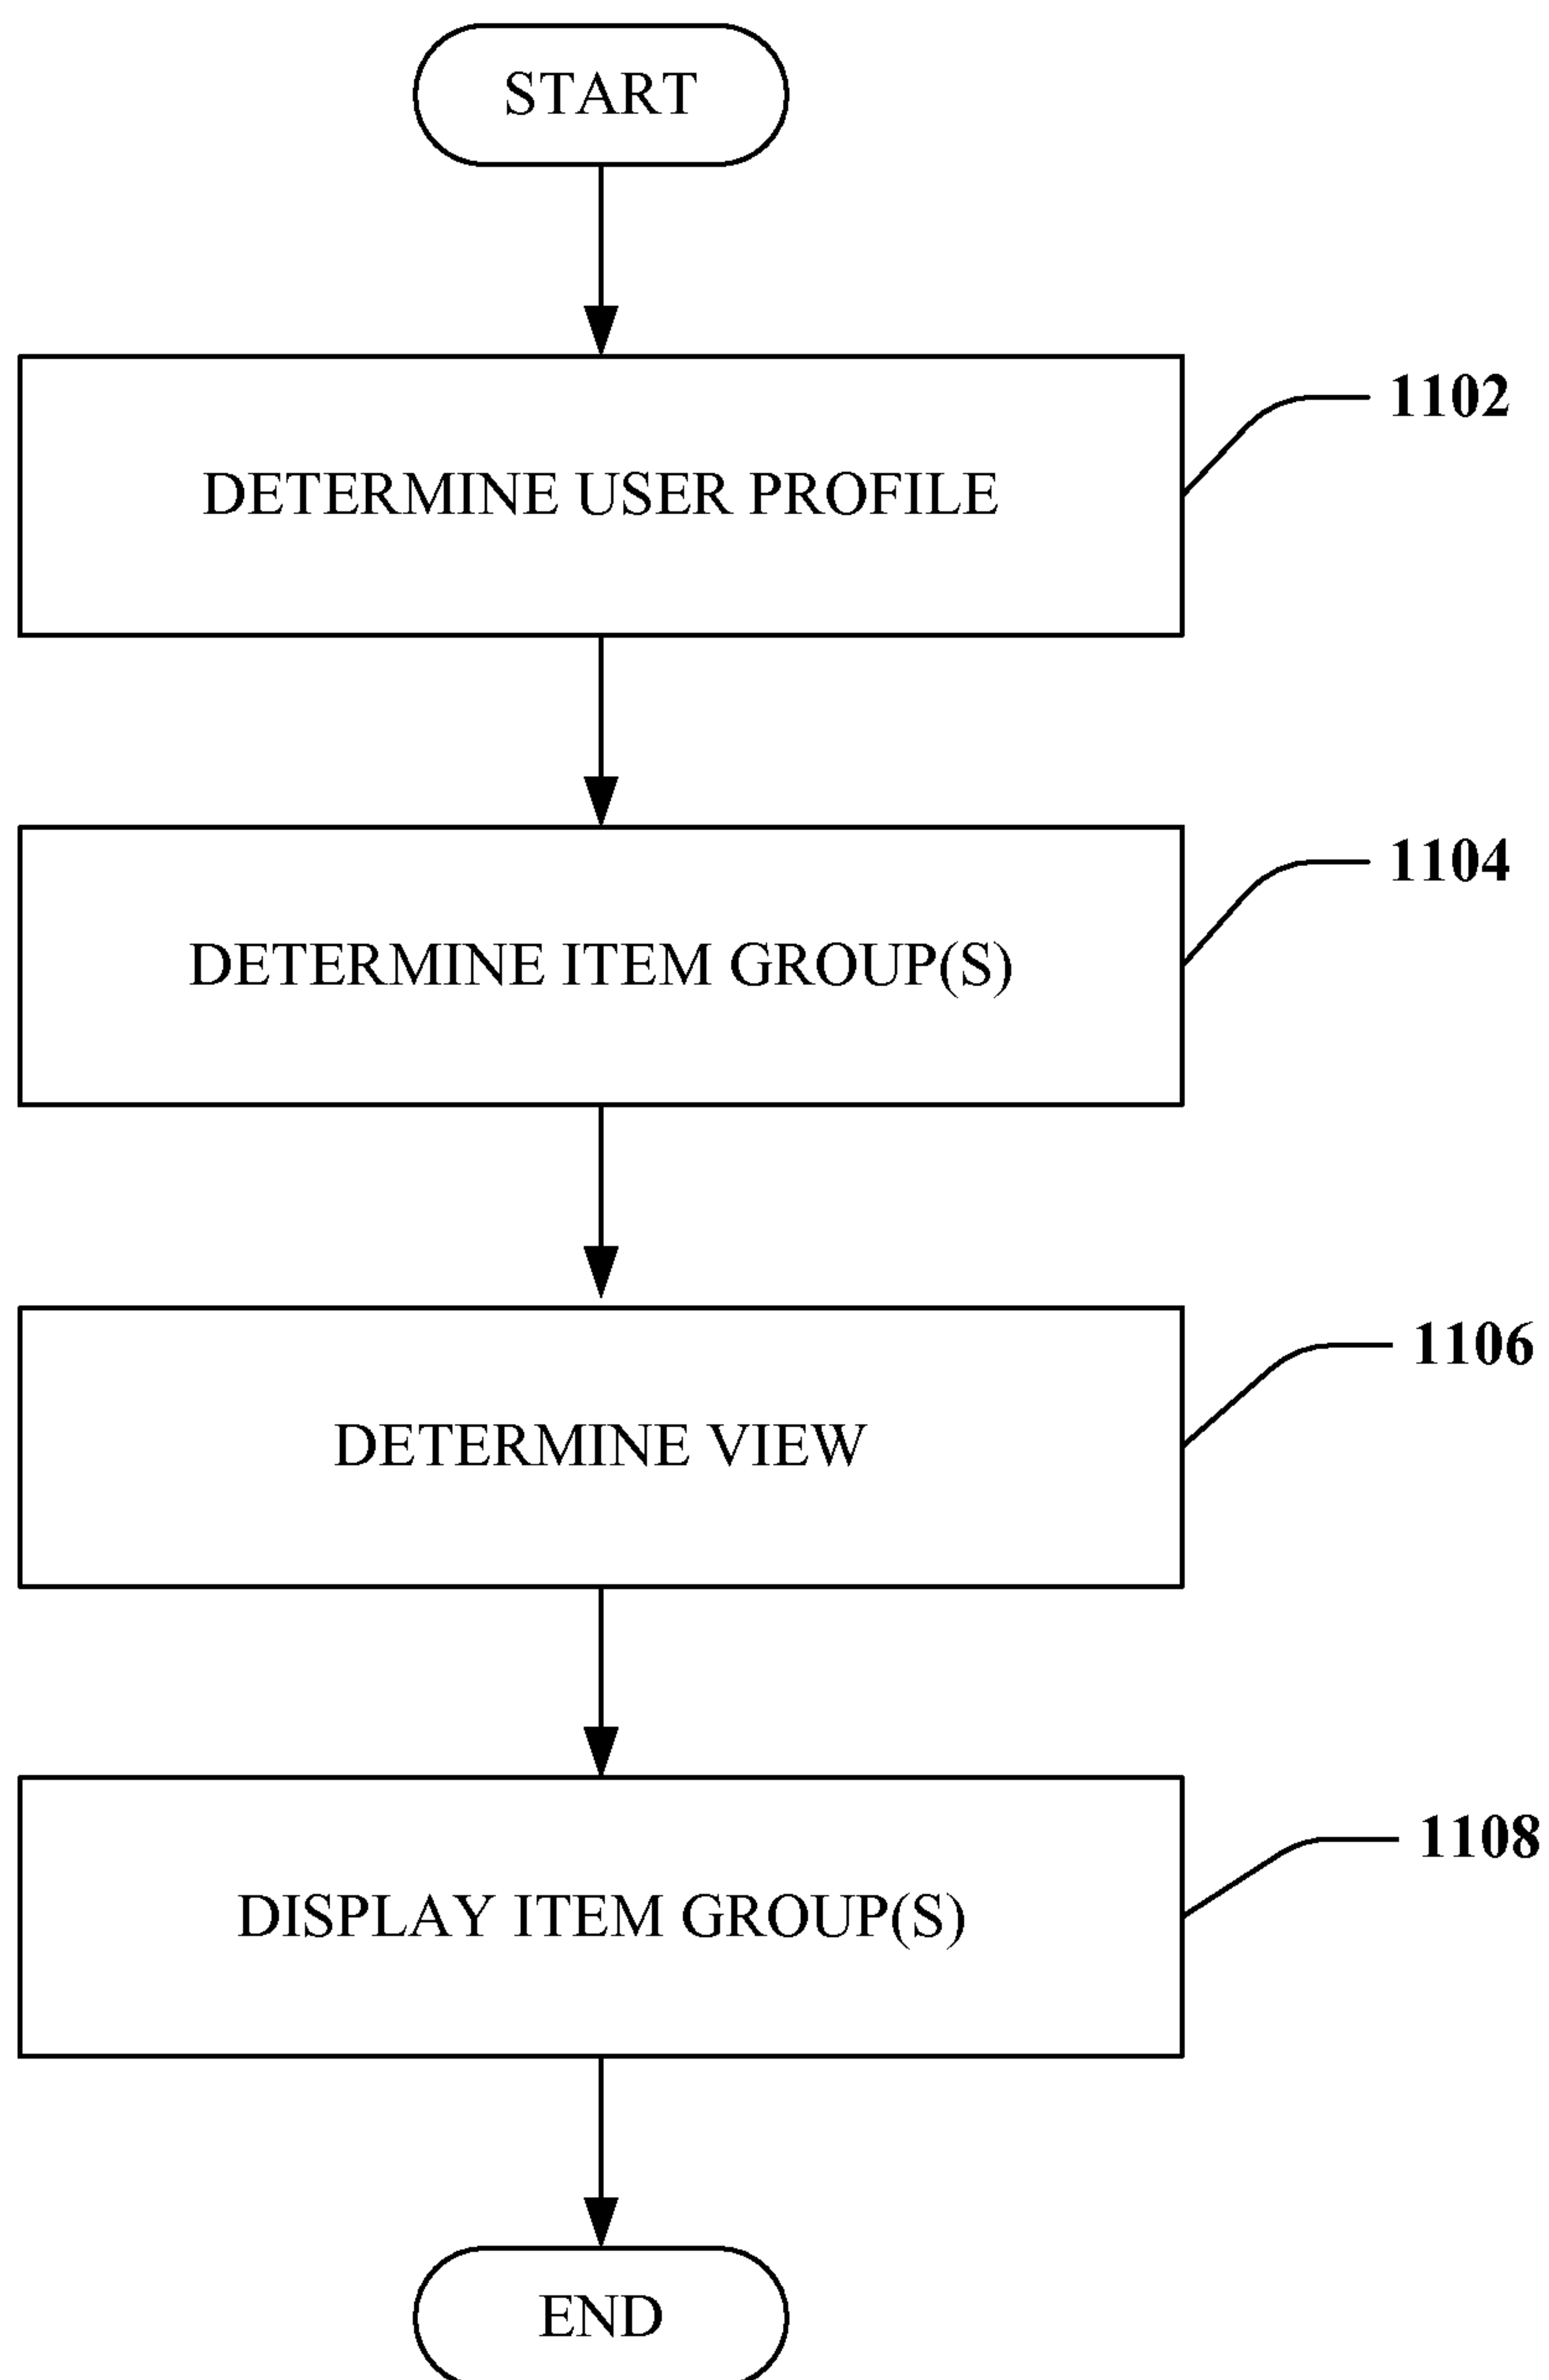 START
1102
DETERMINE USER PROFILE
1104
DETERMINE ITEM GROUP(S)
1106
DETERMINE VIEW
1108
DISPLAY ITEM GROUP(S)
END